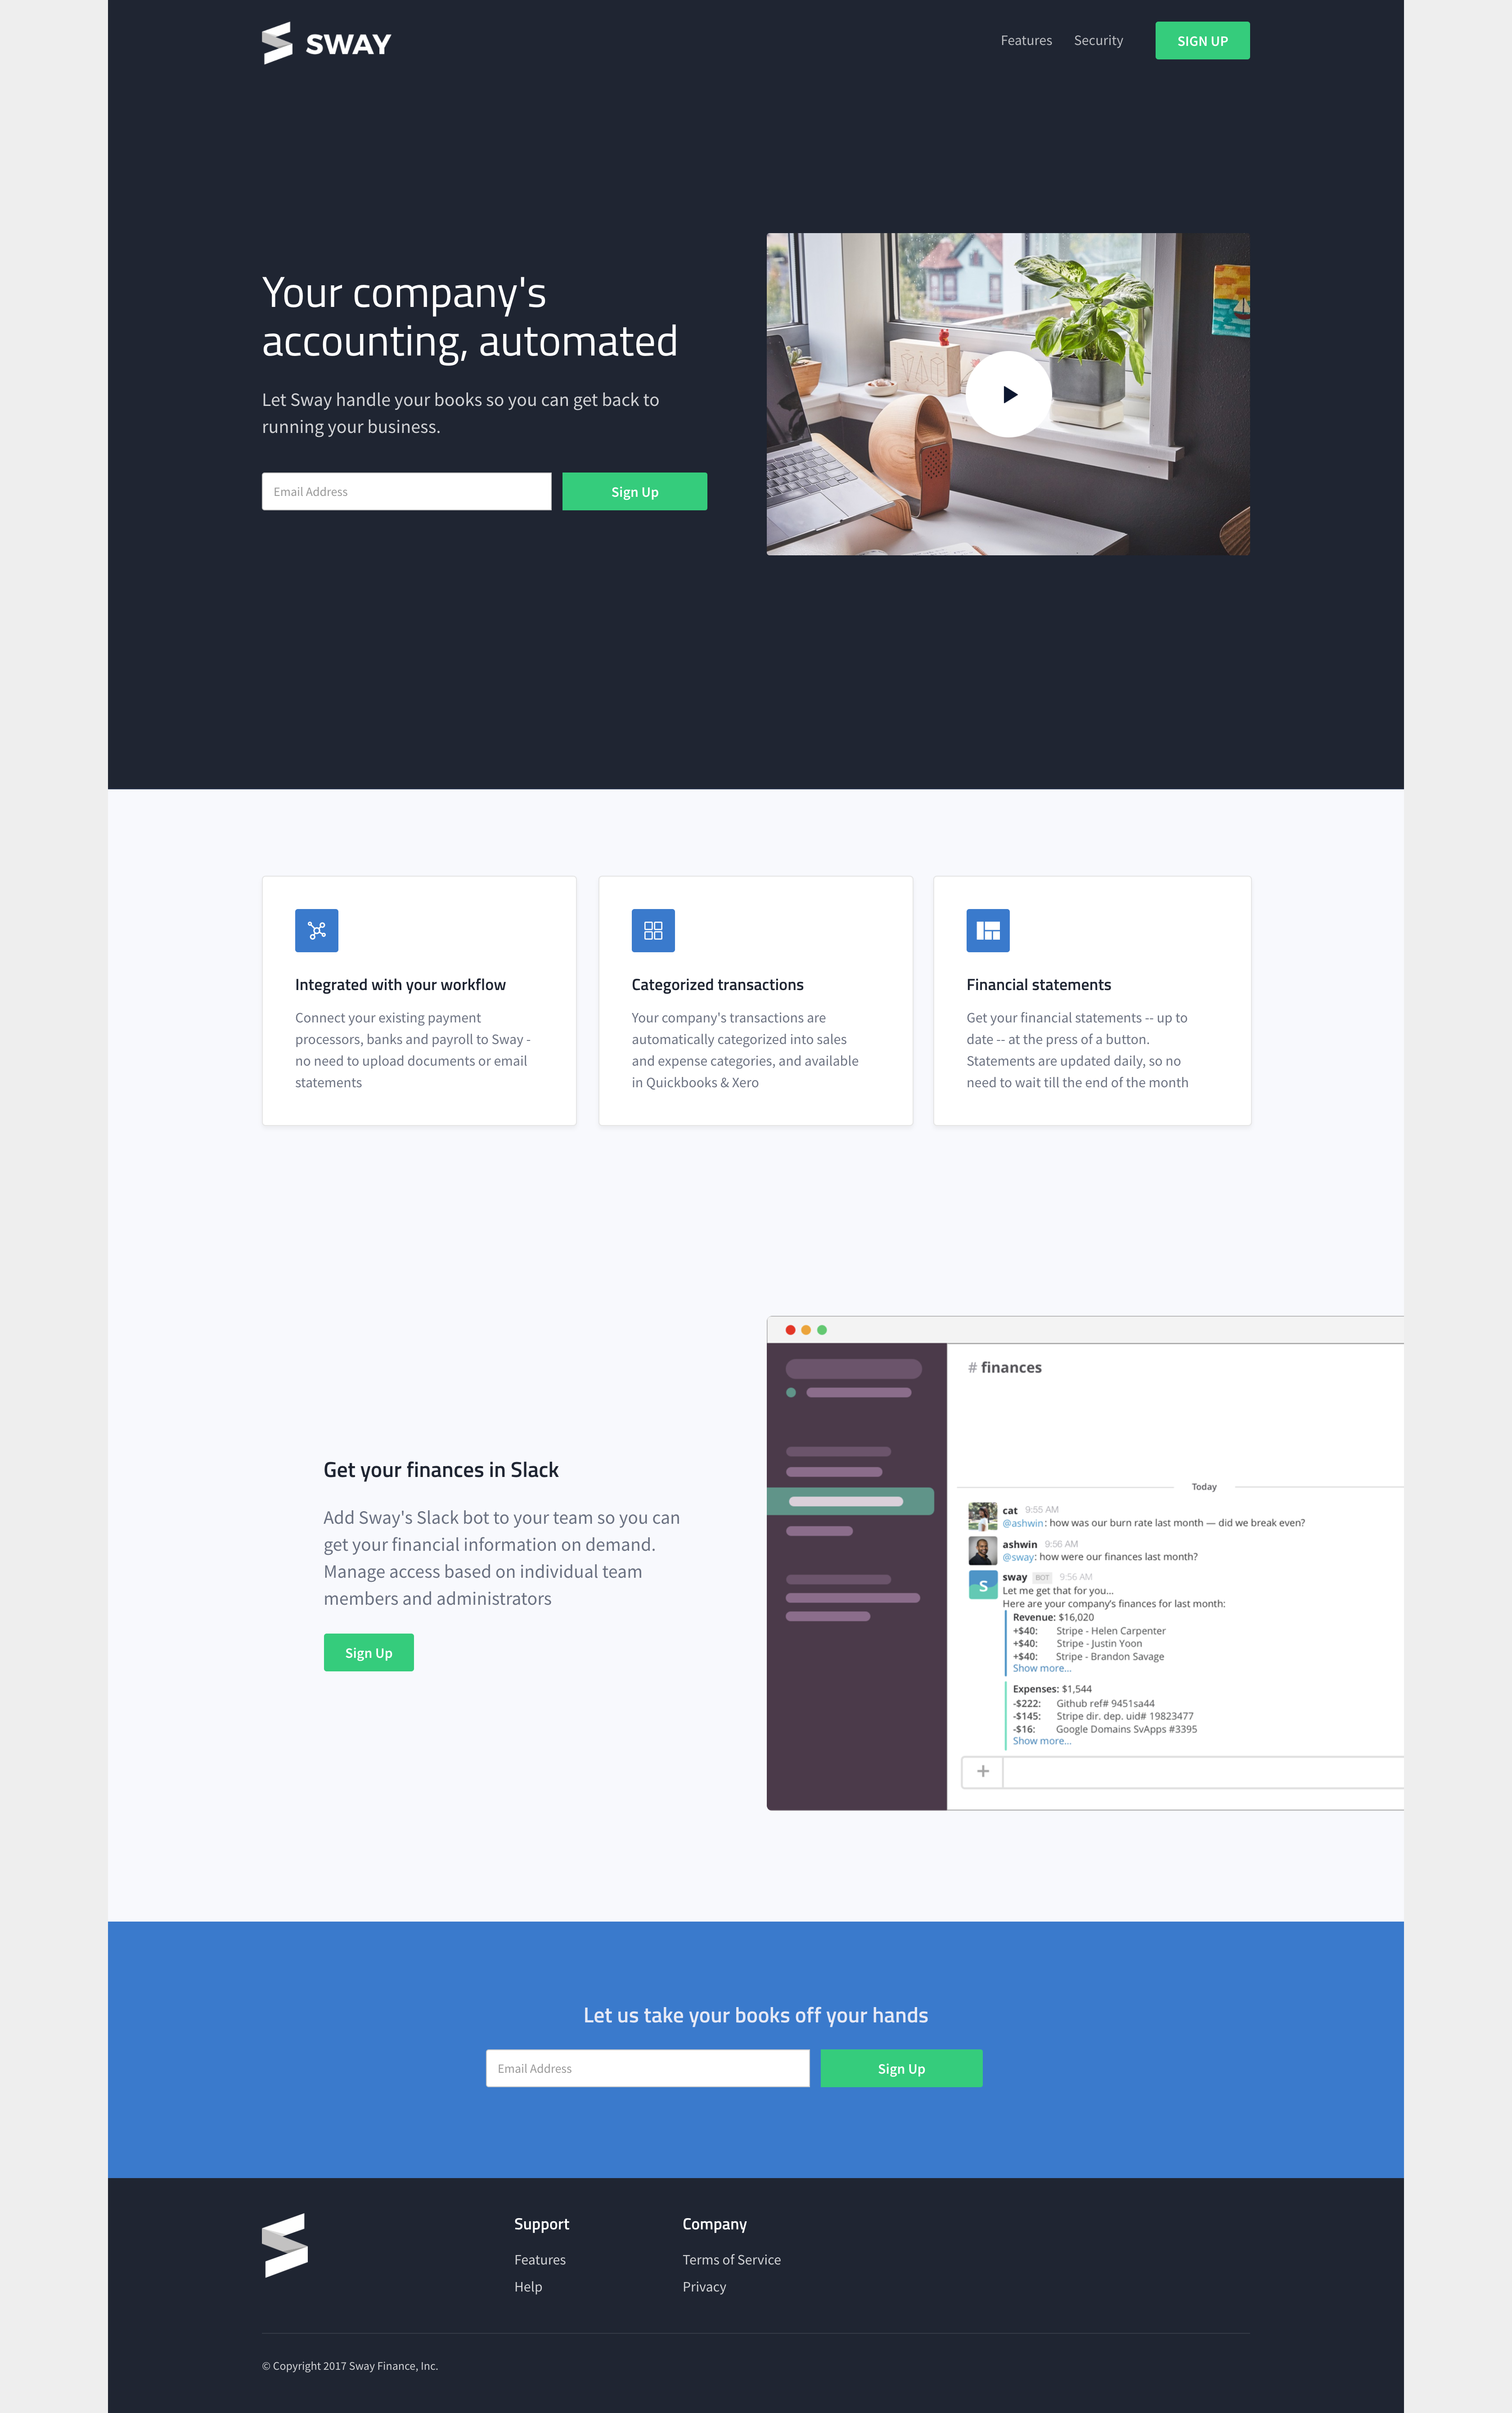 SWAY
Features
Security
SIGN UP
Your company's
accounting, automated
Let Sway handle your books so you can get back to
running your business.
Email Address
Sign Up
Integrated with your workflow
Connect your existing payment
processors, banks and payroll to Sway -
no need to upload documents or email
statements
Categorized transactions
Your company's transactions are
automatically categorized into sales
and expense categories, and available
in Quickbooks & Xero
Financial statements
Get your financial statements -- up to
date -- at the press of a button.
Statements are updated daily, so no
need to wait till the end of the month
Get your finances in Slack
Add Sway's Slack bot to your team so you can
get your financial information on demand.
Manage access based on individual team
members and administrators
Sign Up
# finances
Today
cat 9:55 AM
@ashwin: how was our burn rate last month — did we break even?
ashwin 9:56 AM
@sway: how were our finances last month?
S
sway BOT 9:56 AM
Let me get that for you...
Here are your company's finances for last month:
Revenue: $16,020
+$40: Stripe - Helen Carpenter
+$40: Stripe - Justin Yoon
+$40: Stripe - Brandon Savage
Show more...
Expenses: $1,544
-$222: Github ref# 9451sa44
-$145: Stripe dir. dep. uid# 19823477
-$16: Google Domains SvApps #3395
Show more...
+
Let us take your books off your hands
Email Address
Sign Up
Support
Features
Help
Company
Terms of Service
Privacy
© Copyright 2017 Sway Finance, Inc.